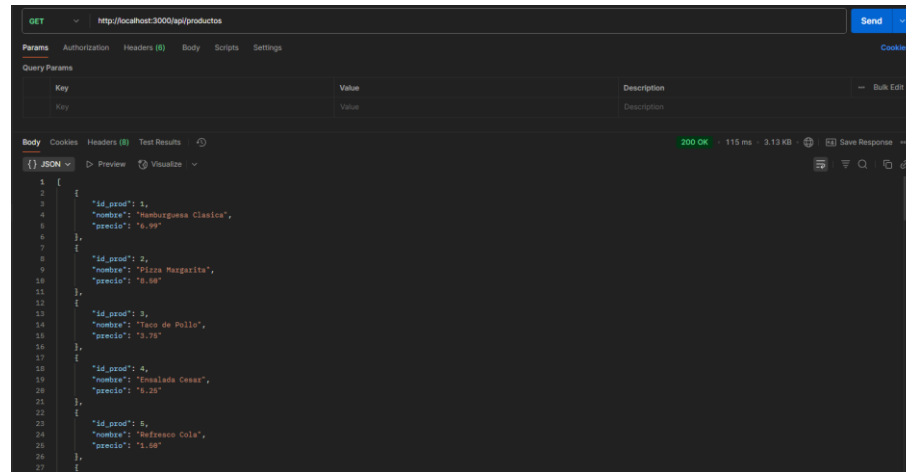 GET http://localhost:3000/api/productos Send
Params Authorization Headers (6) Body Scripts Settings Cookies
Query Params
Key Value Description Bulk Edit
Key Value Description
Body Cookies Headers (8) Test Results 200 OK 115 ms 3.13 KB Save Response
{} JSON Preview Visualize
1 [
2 {
3 "id_prod": 1,
4 "nombre": "Hamburguesa Clasica",
5 "precio": "6.99"
6 },
7 {
8 "id_prod": 2,
9 "nombre": "Pizza Margarita",
10 "precio": "8.50"
11 },
12 {
13 "id_prod": 3,
14 "nombre": "Taco de Pollo",
15 "precio": "3.75"
16 },
17 {
18 "id_prod": 4,
19 "nombre": "Ensalada Cesar",
20 "precio": "5.25"
21 },
22 {
23 "id_prod": 5,
24 "nombre": "Refresco Cola",
25 "precio": "1.50"
26 },
27 {